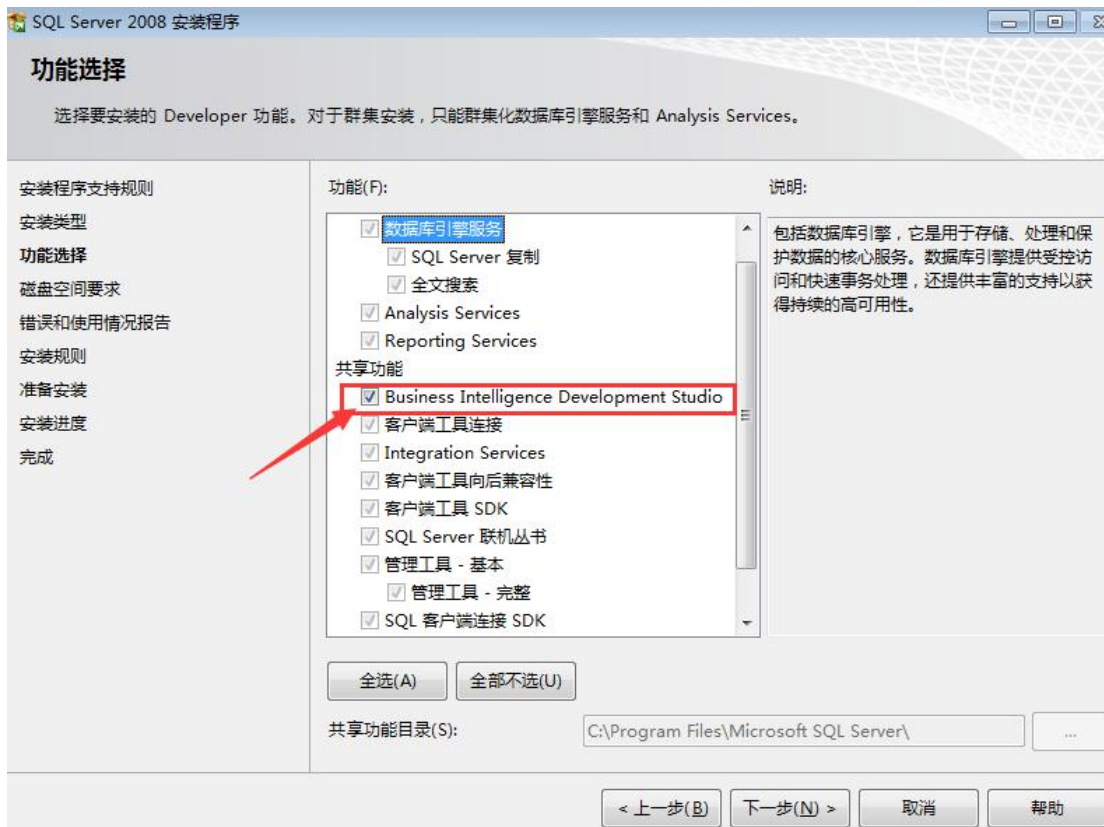 SQL Server 2008 安装程序
功能选择
选择要安装的 Developer 功能。对于群集安装，只能群集化数据库引擎服务和 Analysis Services。
安装程序支持规则
安装类型
功能选择
磁盘空间要求
错误和使用情况报告
安装规则
准备安装
安装进度
完成
功能(F):
数据库引擎服务
SQL Server 复制
全文搜索
Analysis Services
Reporting Services
共享功能
Business Intelligence Development Studio
客户端工具连接
Integration Services
客户端工具向后兼容性
客户端工具 SDK
SQL Server 联机丛书
管理工具 - 基本
管理工具 - 完整
SQL 客户端连接 SDK
说明:
包括数据库引擎，它是用于存储、处理和保
护数据的核心服务。数据库引擎提供受控访
问和快速事务处理，还提供丰富的支持以获
得持续的高可用性。
全选(A)
全部不选(U)
共享功能目录(S):
C:\Program Files\Microsoft SQL Server\
...
< 上一步(B)
下一步(N) >
取消
帮助